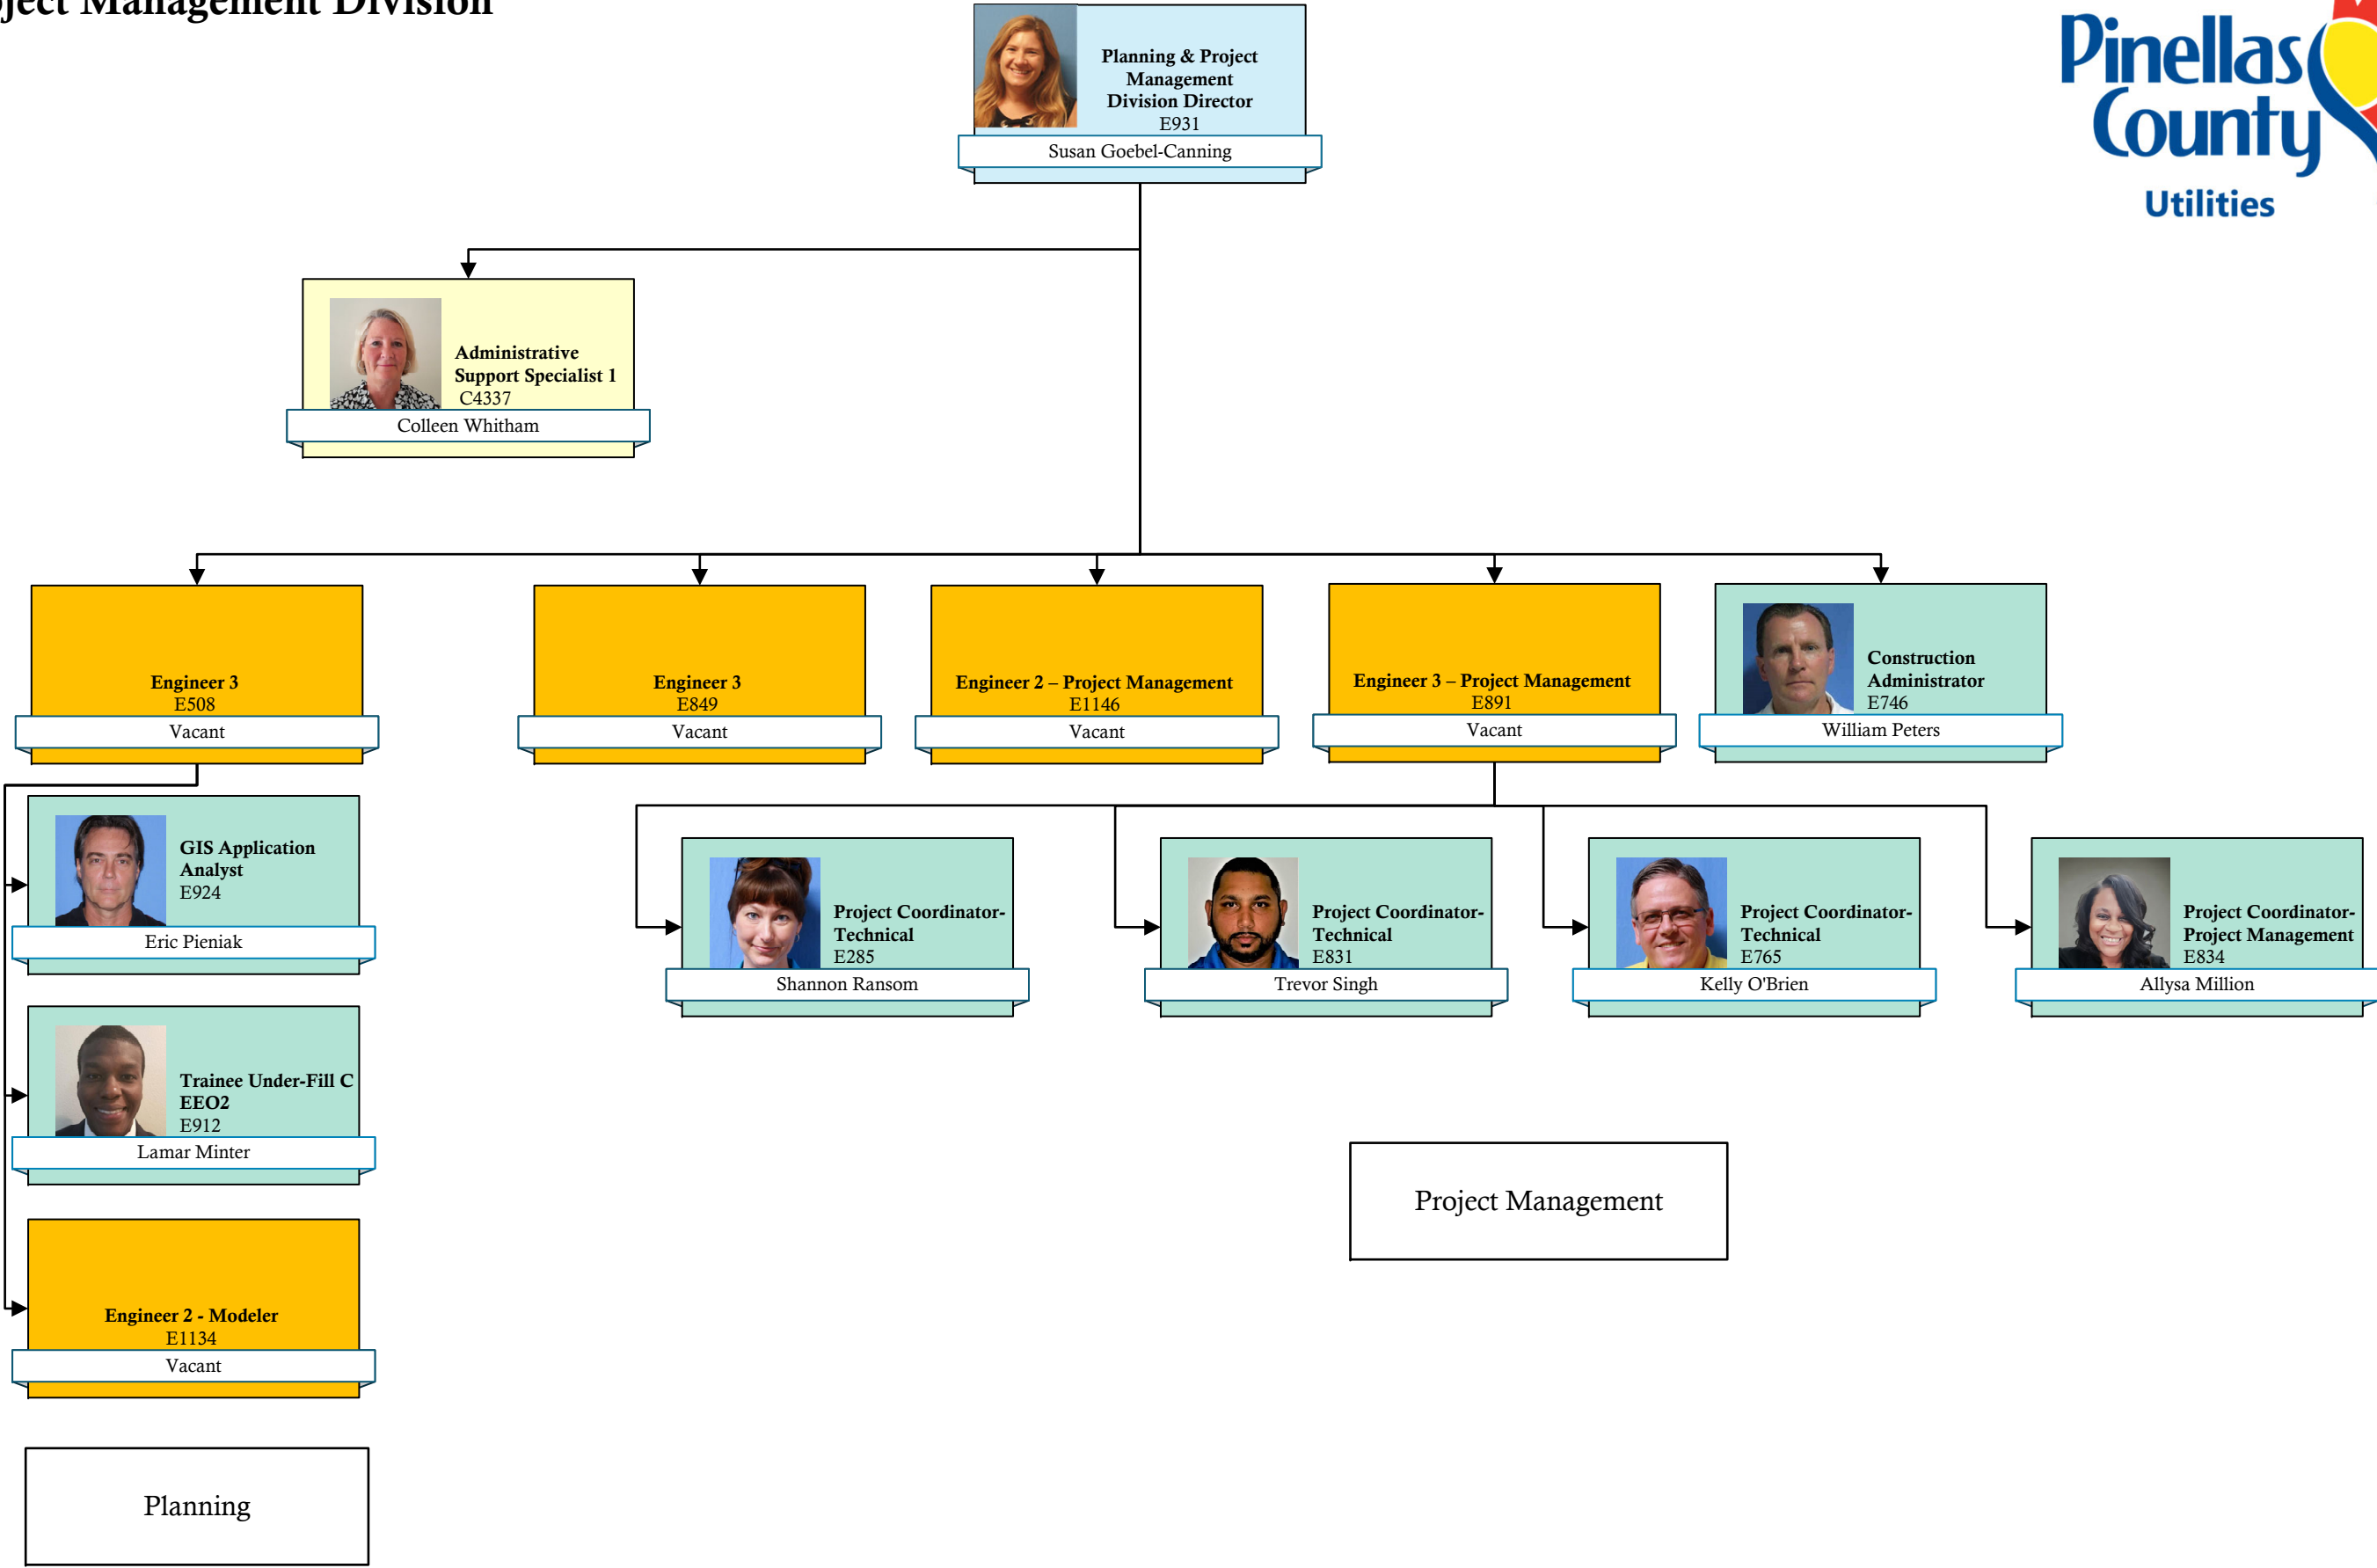 Project Management Division
Pinellas
County
Utilities
Planning & Project
Management
Division Director
E931
Susan Goebel-Canning
Administrative
Support Specialist 1
C4337
Colleen Whitham
Engineer 3
E508
Vacant
Engineer 3
E849
Vacant
Engineer 2 – Project Management
E1146
Vacant
Engineer 3 – Project Management
E891
Vacant
Construction
Administrator
E746
William Peters
GIS Application
Analyst
E924
Eric Pieniak
Project Coordinator-
Technical
E285
Shannon Ransom
Project Coordinator-
Technical
E831
Trevor Singh
Project Coordinator-
Technical
E765
Kelly O'Brien
Project Coordinator-
Project Management
E834
Allysa Million
Trainee Under-Fill C
EEO2
E912
Lamar Minter
Project Management
Engineer 2 - Modeler
E1134
Vacant
Planning